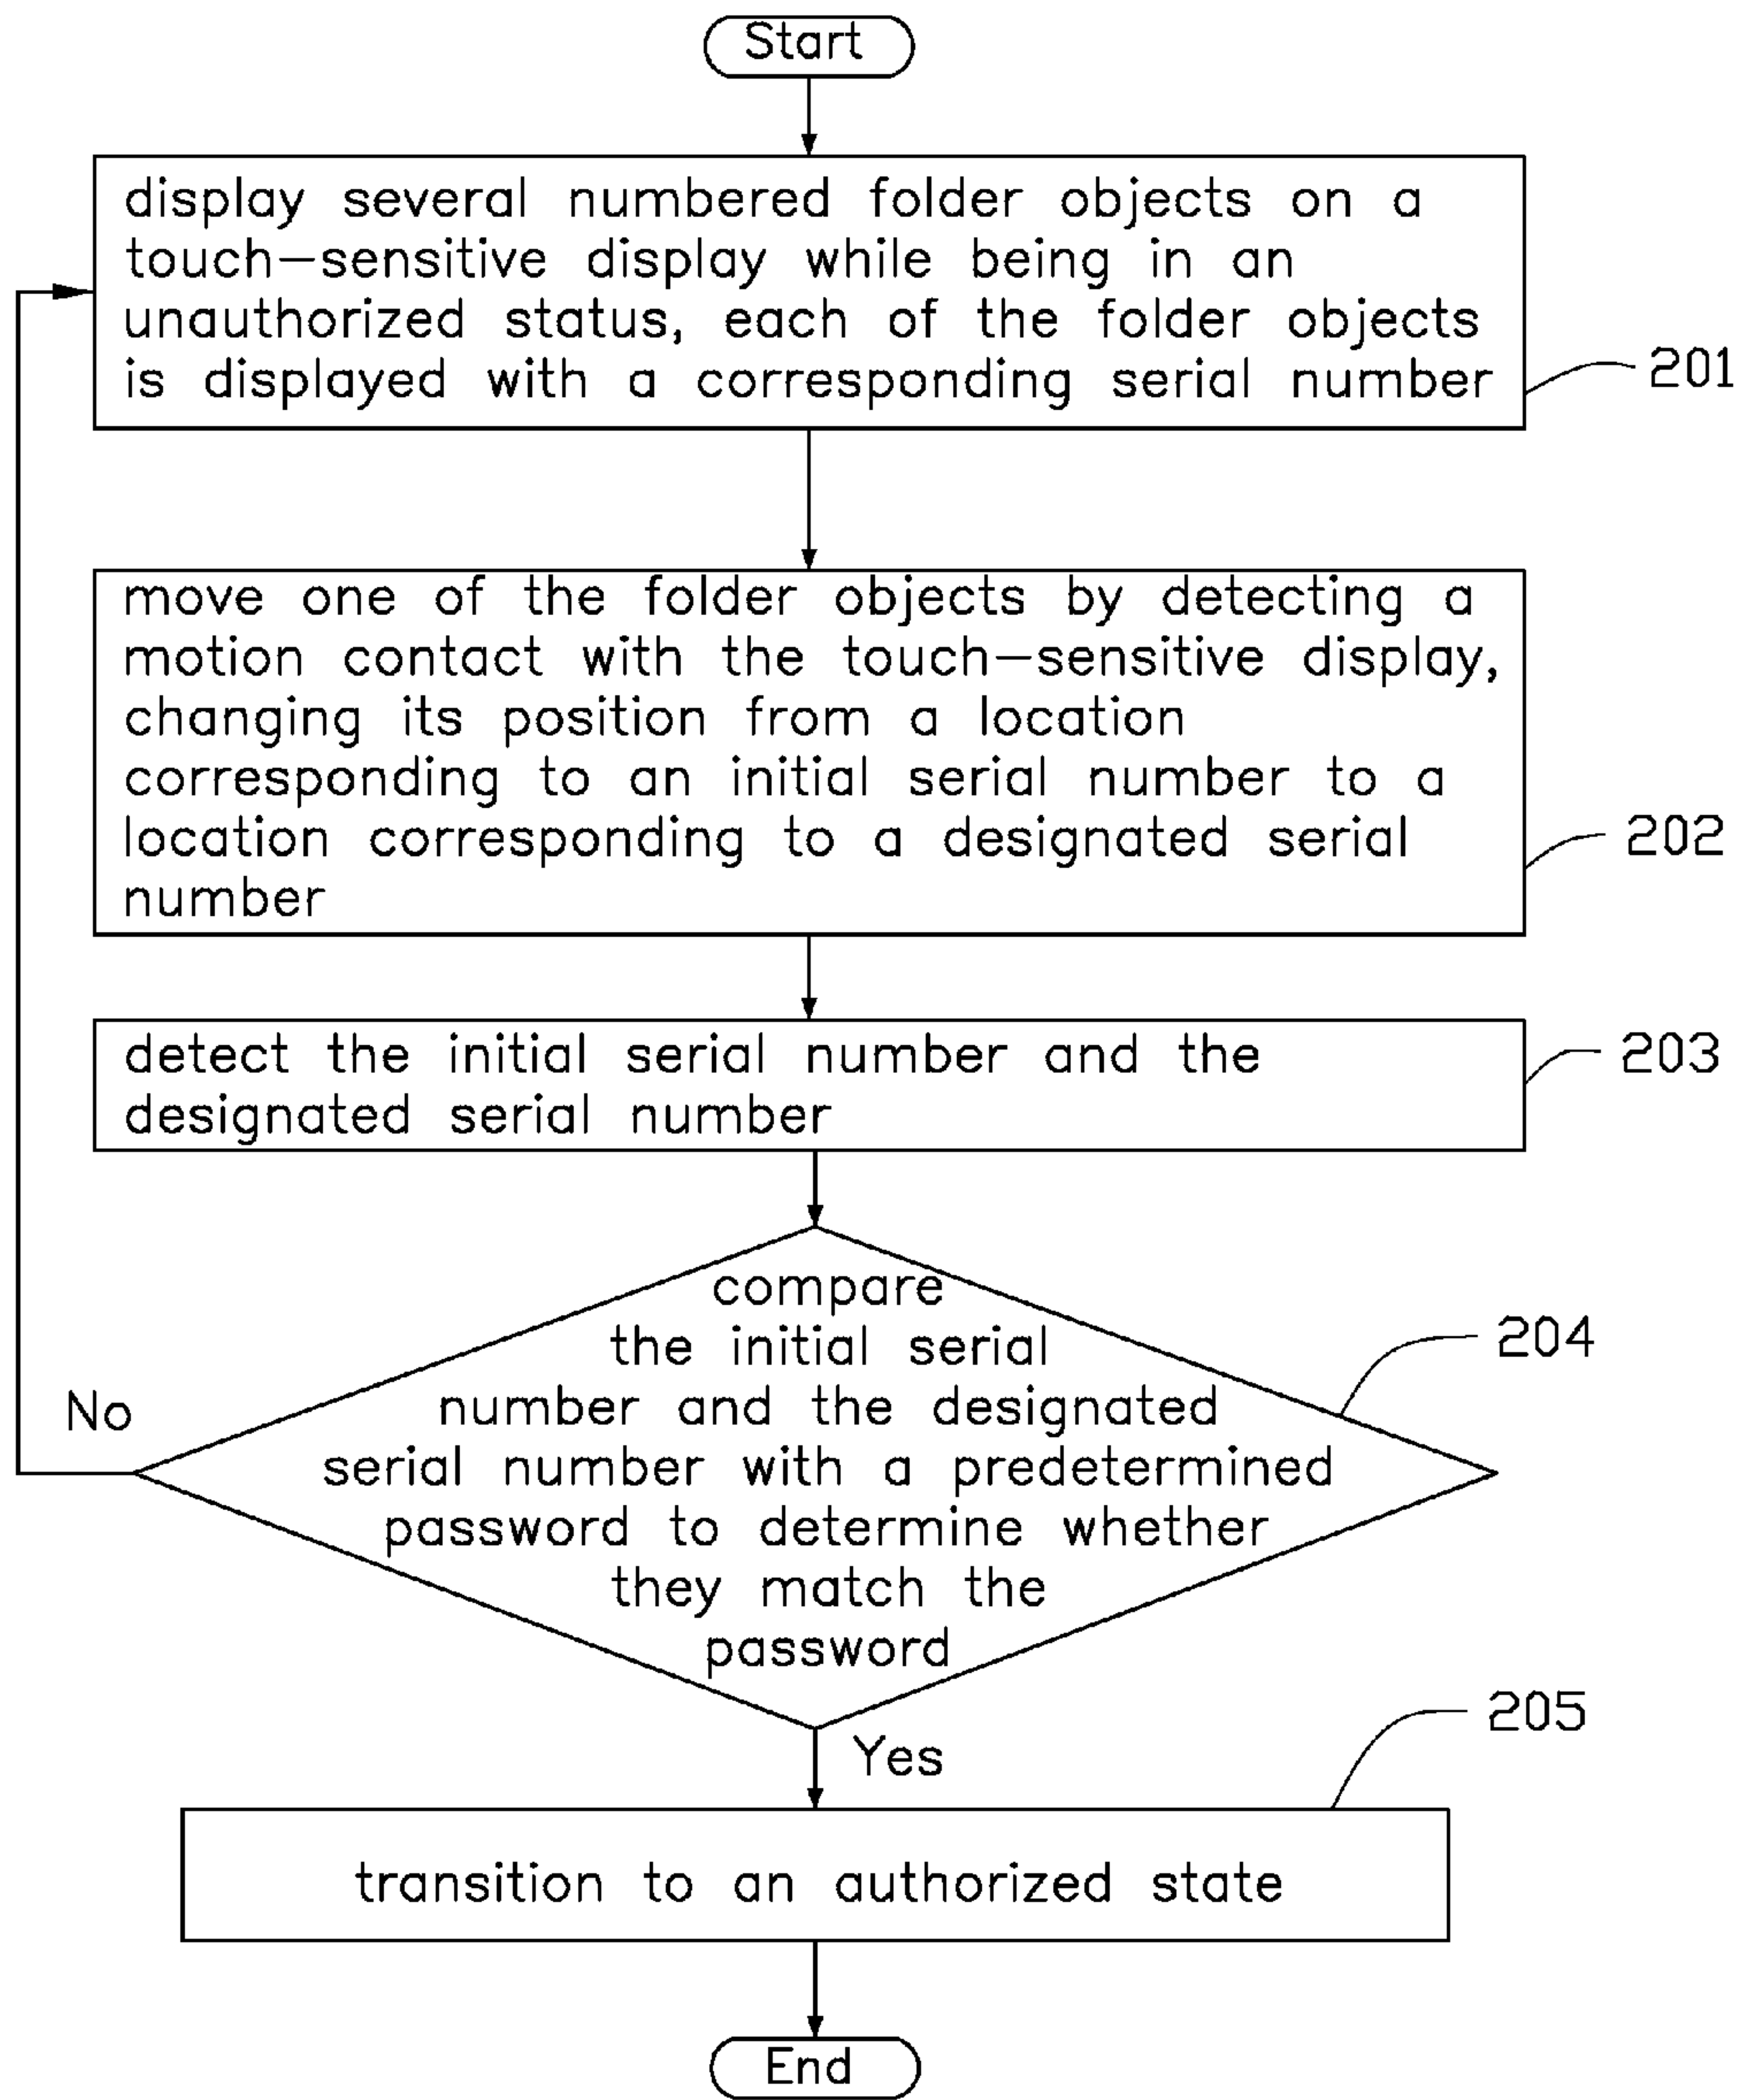 Start
display several numbered folder objects on a
touch-sensitive display while being in an
unauthorized status, each of the folder objects
is displayed with a corresponding serial number
201
move one of the folder objects by detecting a
motion contact with the touch-sensitive display,
changing its position from a location
corresponding to an initial serial number to a
location corresponding to a designated serial
number
202
detect the initial serial number and the
designated serial number
203
compare
the initial serial
number and the designated
serial number with a predetermined
password to determine whether
they match the
password
204
No
Yes
205
transition to an authorized state
End